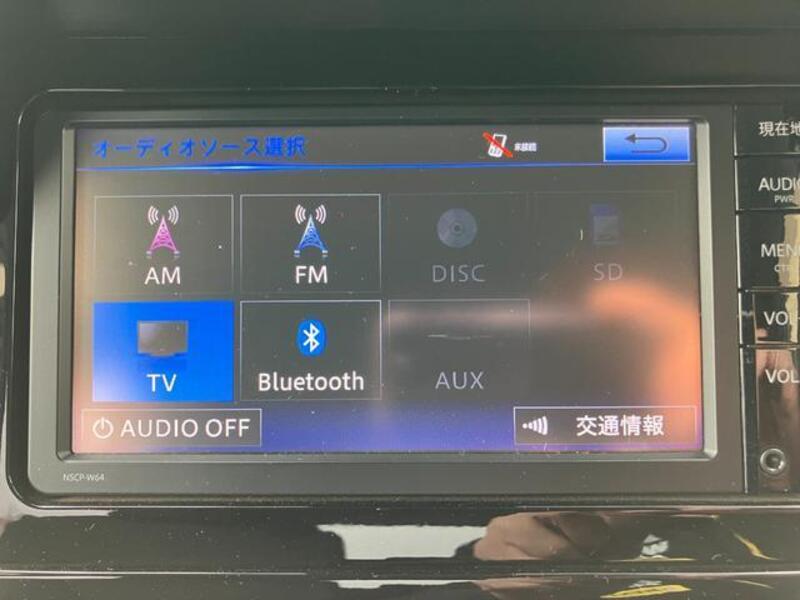 オーディオソース選択
未接続
AM
FM
DISC
SD
TV
Bluetooth
AUX
AUDIO OFF
交通情報
NSCP-W64
現在地
AUDIO
PWR
MENU
VOL
VOL